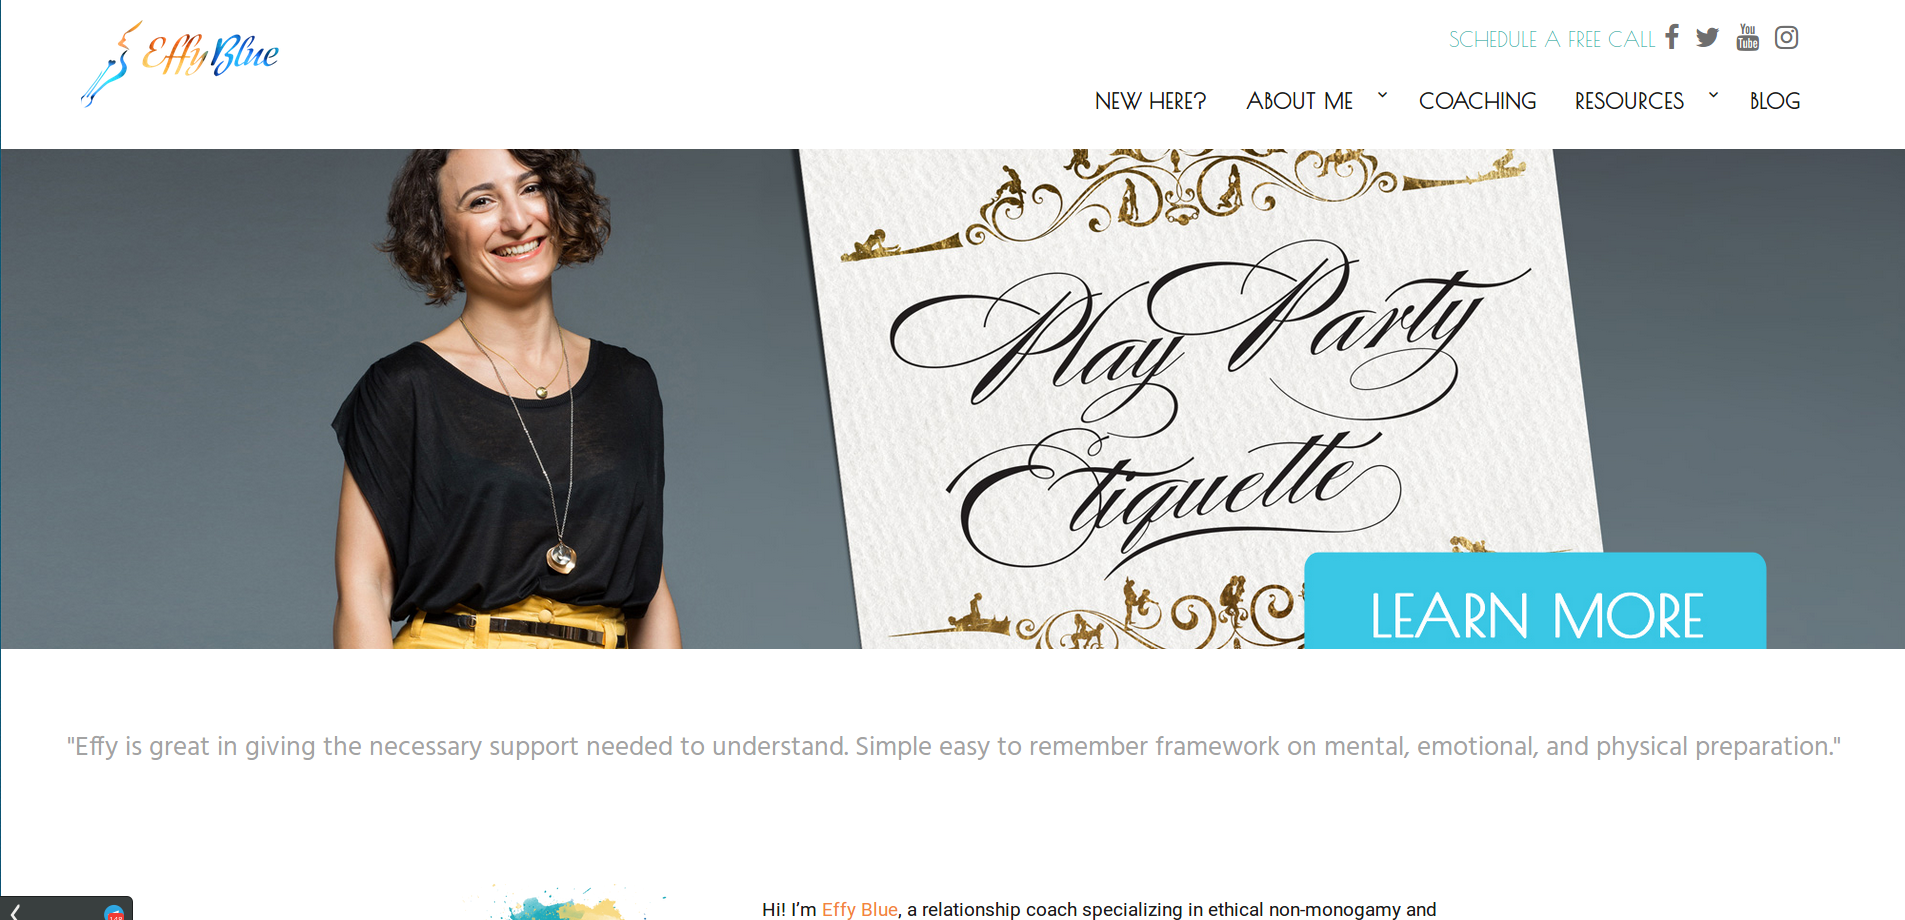 Effy Blue
SCHEDULE A FREE CALL
You
Tube
NEW HERE?
ABOUT ME
COACHING
RESOURCES
BLOG
Play Party
Etiquette
LEARN MORE
"Effy is great in giving the necessary support needed to understand. Simple easy to remember framework on mental, emotional, and physical preparation."
Hi! I’m Effy Blue, a relationship coach specializing in ethical non-monogamy and